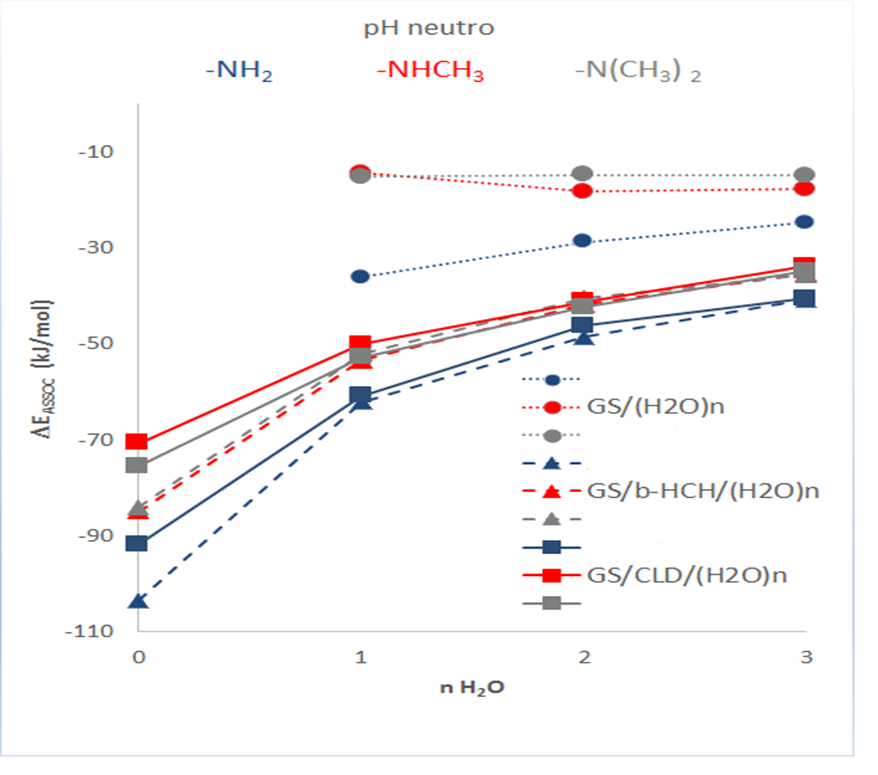 pH neutro
-NH₂ -NHCH₃ -N(CH₃) ₂
-10
-30
-50
-70
-90
-110
ΔE_ASSOC (kJ/mol)
GS/(H2O)n
GS/b-HCH/(H2O)n
GS/CLD/(H2O)n
0 1 2 3
n H₂O